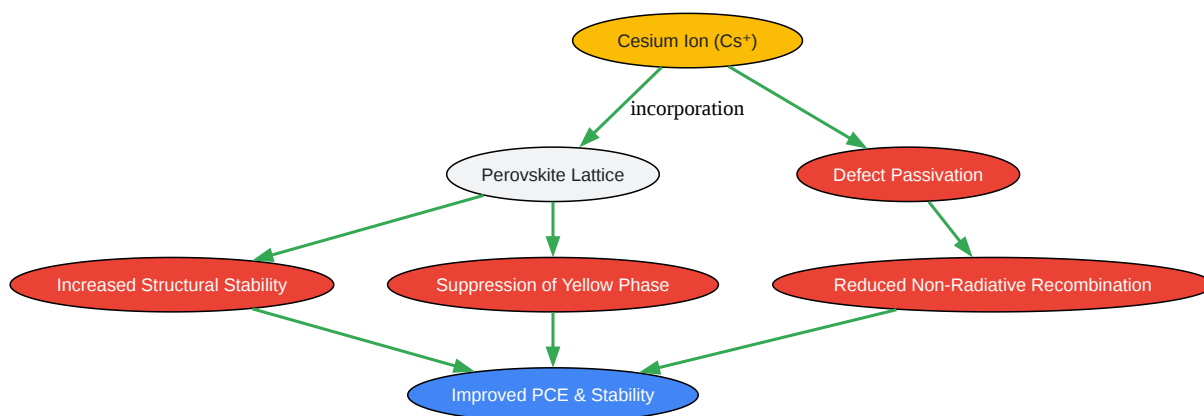 Cesium Ion (Cs⁺)
incorporation
Perovskite Lattice
Defect Passivation
Increased Structural Stability
Suppression of Yellow Phase
Reduced Non-Radiative Recombination
Improved PCE & Stability